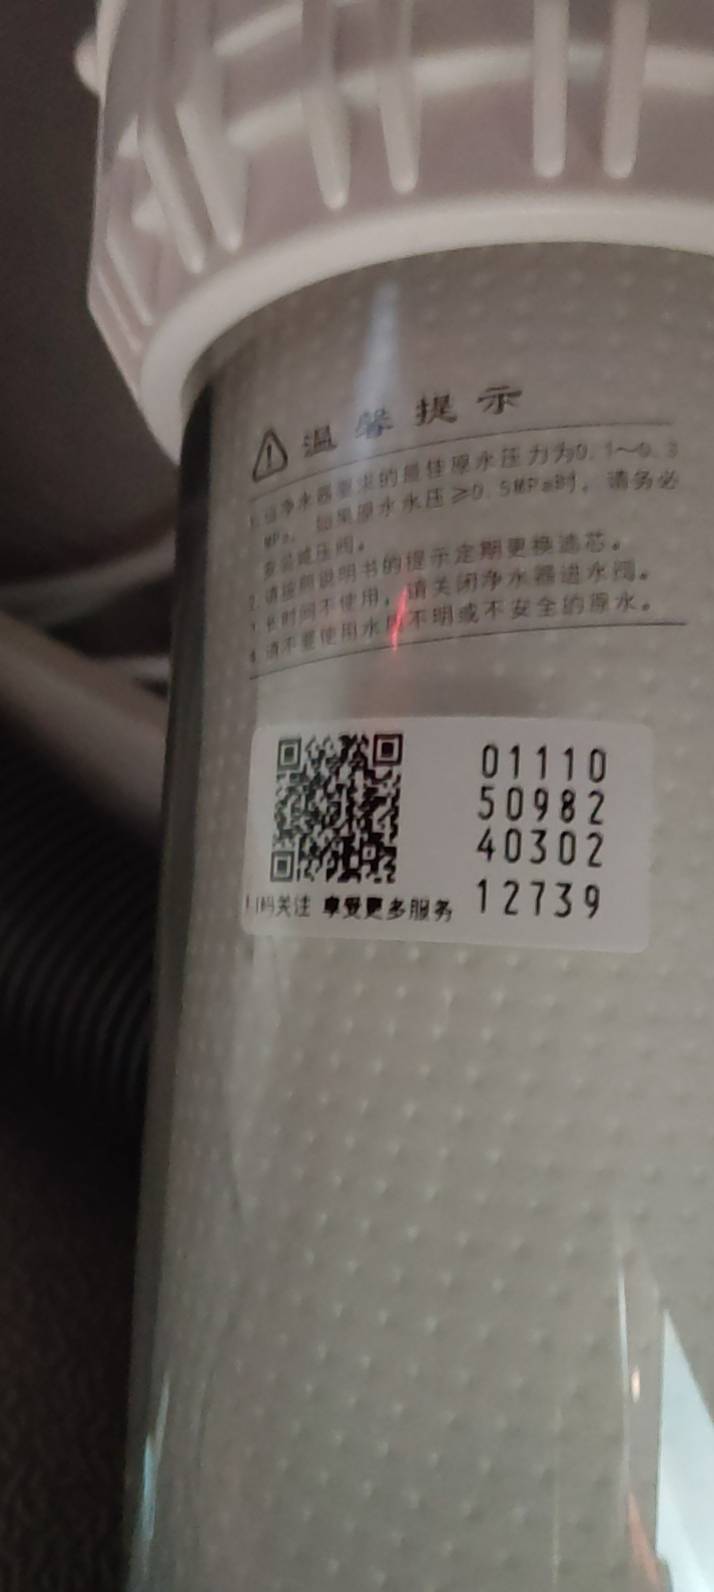 温馨提示
1.该净水器要求的最佳原水压力为0.1~0.3
MPa，如果原水水压≥0.5MPa时，请务必
安装减压阀。
2.请按照说明书的提示定期更换滤芯。
3.长时间不使用，请关闭净水器进水阀。
4.请不要使用水质不明或不安全的原水。
01110
50982
40302
12739
扫码关注 享受更多服务